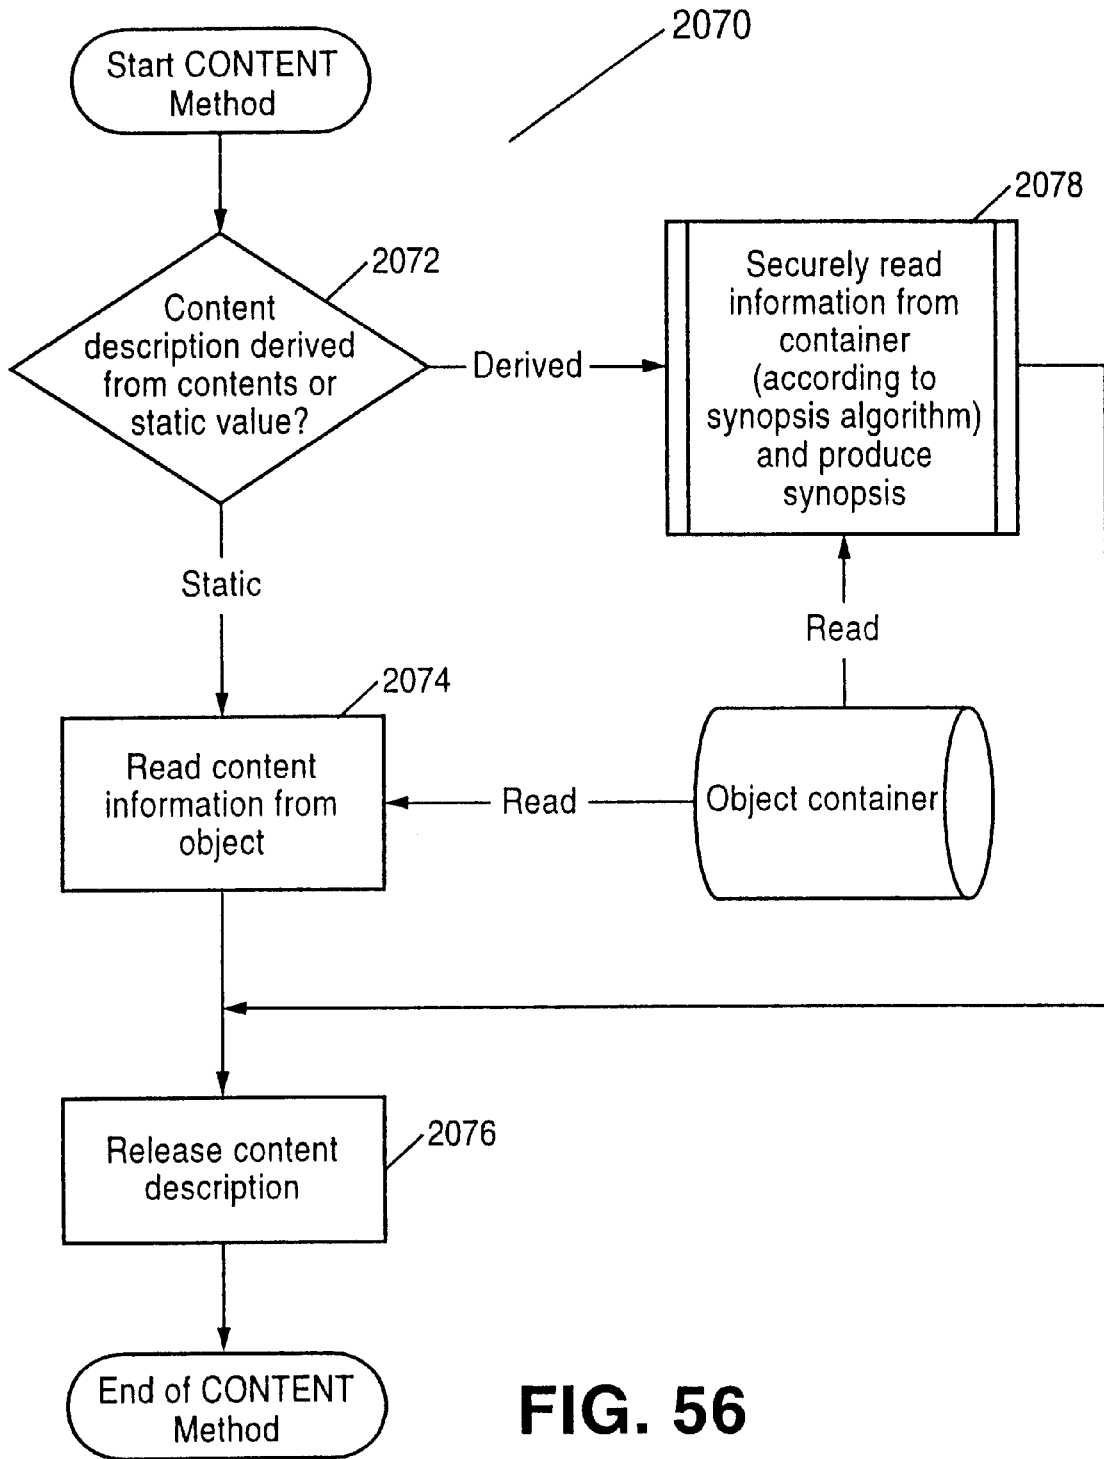 2070
Start CONTENT
Method
2072
Content
description derived
from contents or
static value?
Derived
2078
Securely read
information from
container
(according to
synopsis algorithm)
and produce
synopsis
Static
Read
2074
Read content
information from
object
Read
Object container
2076
Release content
description
End of CONTENT
Method
FIG. 56